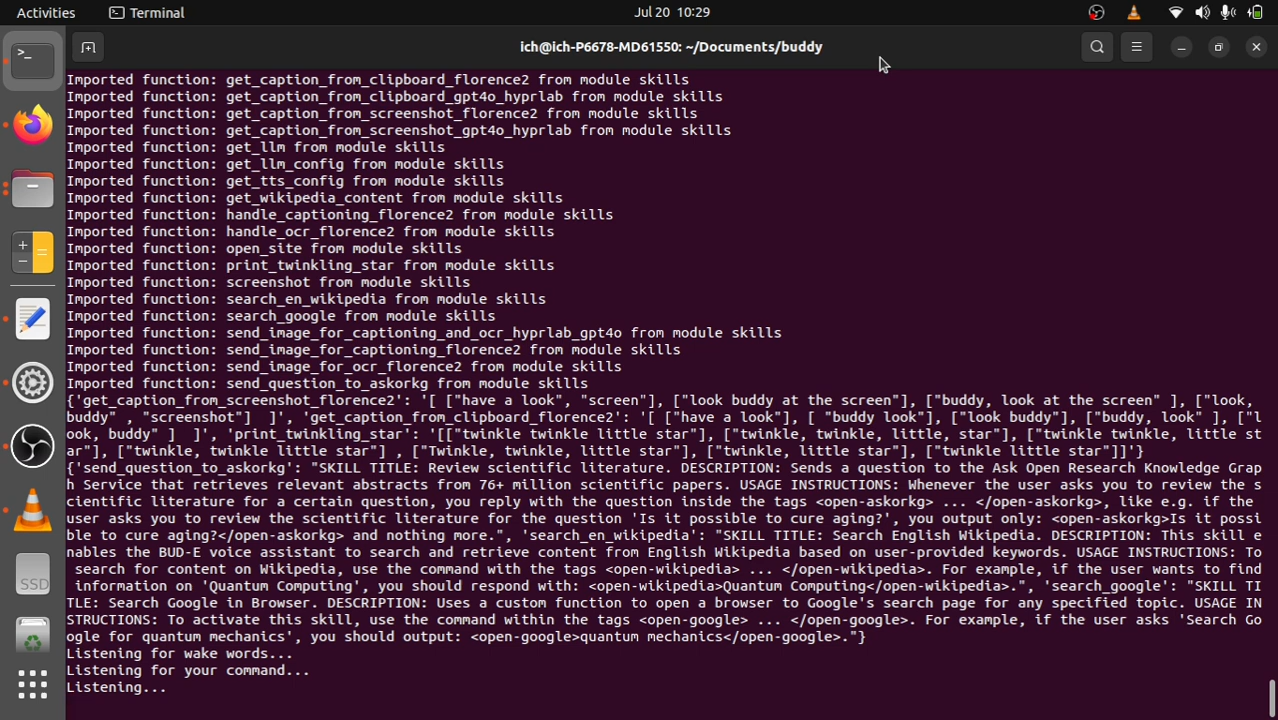 Activities
Terminal
Jul 20 10:29
ich@ich-P6678-MD61550: ~/Documents/buddy
Imported function: get_caption_from_clipboard_florence2 from module skills
Imported function: get_caption_from_clipboard_gpt4o_hyprlab from module skills
Imported function: get_caption_from_screenshot_florence2 from module skills
Imported function: get_caption_from_screenshot_gpt4o_hyprlab from module skills
Imported function: get_llm from module skills
Imported function: get_llm_config from module skills
Imported function: get_tts_config from module skills
Imported function: get_wikipedia_content from module skills
Imported function: handle_captioning_florence2 from module skills
Imported function: handle_ocr_florence2 from module skills
Imported function: open_site from module skills
Imported function: print_twinkling_star from module skills
Imported function: screenshot from module skills
Imported function: search_en_wikipedia from module skills
Imported function: search_google from module skills
Imported function: send_image_for_captioning_and_ocr_hyprlab_gpt4o from module skills
Imported function: send_image_for_captioning_florence2 from module skills
Imported function: send_image_for_ocr_florence2 from module skills
Imported function: send_question_to_askorkg from module skills
{'get_caption_from_screenshot_florence2': '[ ["have a look", "screen"], ["look buddy at the screen"], ["buddy, look at the screen" ], ["look,
buddy" , "screenshot"]  ]', 'get_caption_from_clipboard_florence2': '[ ["have a look"], [ "buddy look"], ["look buddy"], ["buddy, look" ], ["l
ook, buddy" ]  ]', 'print_twinkling_star': '[["twinkle twinkle little star"], ["twinkle, twinkle, little, star"], ["twinkle twinkle, little st
ar"], ["twinkle, twinkle little star"] , ["Twinkle, twinkle, little star"], ["twinkle, little star"], ["twinkle little star"]]'}
{'send_question_to_askorkg': "SKILL TITLE: Review scientific literature. DESCRIPTION: Sends a question to the Ask Open Research Knowledge Grap
h Service that retrieves relevant abstracts from 76+ million scientific papers. USAGE INSTRUCTIONS: Whenever the user asks you to review the s
cientific literature for a certain question, you reply with the question inside the tags <open-askorkg> ... </open-askorkg>, like e.g. if the
user asks you to review the scientific literature for the question 'Is it possible to cure aging?', you output only: <open-askorkg>Is it possi
ble to cure aging?</open-askorkg> and nothing more.", 'search_en_wikipedia': "SKILL TITLE: Search English Wikipedia. DESCRIPTION: This skill e
nables the BUD-E voice assistant to search and retrieve content from English Wikipedia based on user-provided keywords. USAGE INSTRUCTIONS: To
 search for content on Wikipedia, use the command with the tags <open-wikipedia> ... </open-wikipedia>. For example, if the user wants to find
 information on 'Quantum Computing', you should respond with: <open-wikipedia>Quantum Computing</open-wikipedia>.", 'search_google': "SKILL TI
TLE: Search Google in Browser. DESCRIPTION: Uses a custom function to open a browser to Google's search page for any specified topic. USAGE IN
STRUCTIONS: To activate this skill, use the command within the tags <open-google> ... </open-google>. For example, if the user asks 'Search Go
ogle for quantum mechanics', you should output: <open-google>quantum mechanics</open-google>."}
Listening for wake words...
Listening for your command...
Listening...
SSD